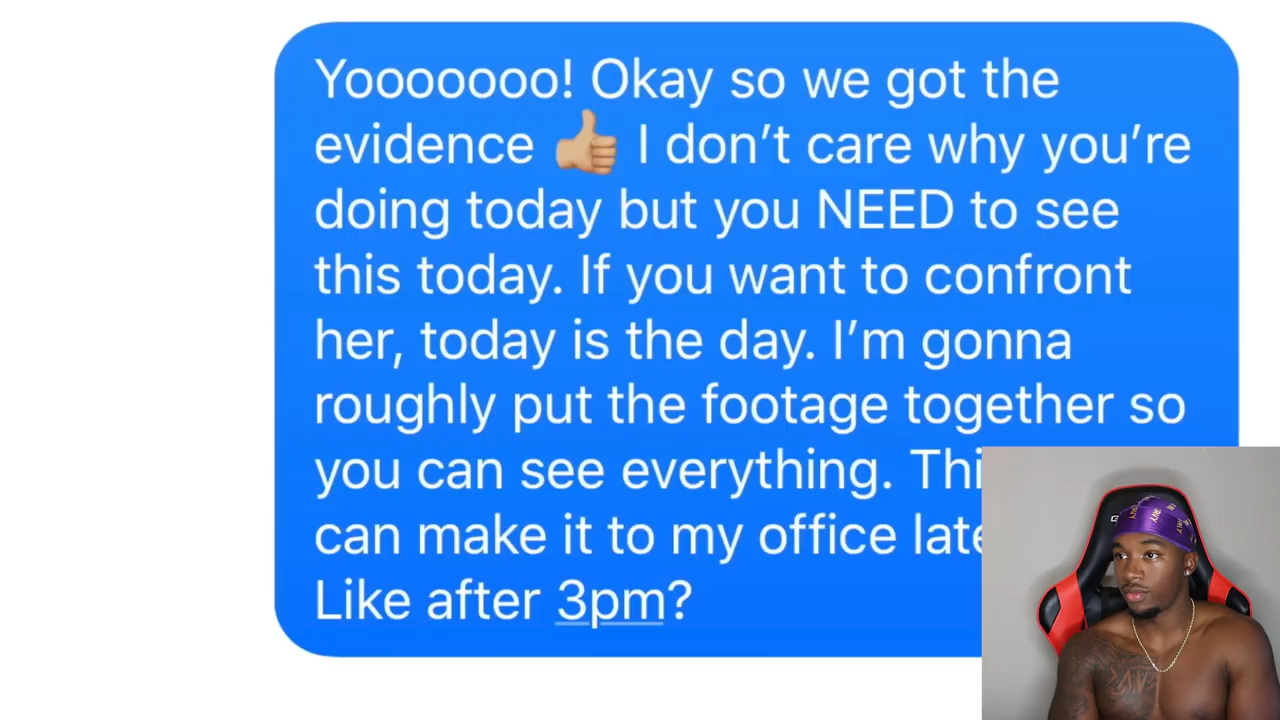 Yooooooo! Okay so we got the
evidence 👍🏼 I don’t care why you’re
doing today but you NEED to see
this today. If you want to confront
her, today is the day. I’m gonna
roughly put the footage together so
you can see everything.
can make it to my office
Like after 3pm?